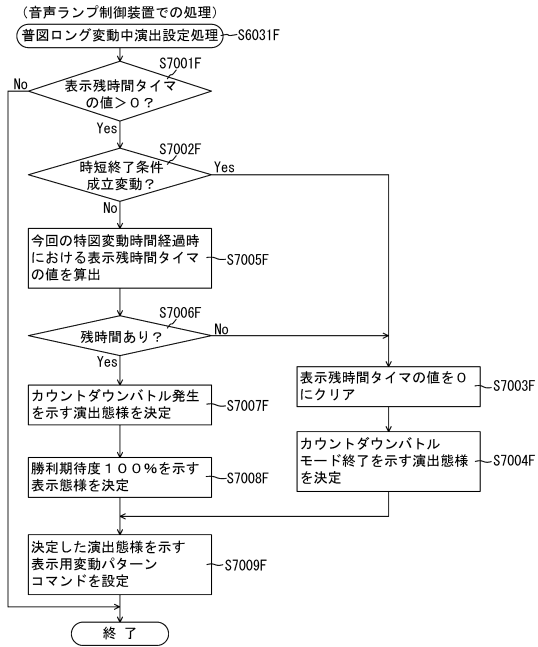 （音声ランプ制御装置での処理）
普図ロング変動中演出設定処理
S6031F
S7001F
No
表示残時間タイマ
の値＞０？
Yes
S7002F
時短終了条件
成立変動？
Yes
No
今回の特図変動時間経過時
における表示残時間タイマ
の値を算出
S7005F
S7006F
残時間あり？
No
Yes
カウントダウンバトル発生
を示す演出態様を決定
S7007F
表示残時間タイマの値を０
にクリア
S7003F
勝利期待度１００％を示す
表示態様を決定
S7008F
カウントダウンバトル
モード終了を示す演出態様
を決定
S7004F
決定した演出態様を示す
表示用変動パターン
コマンドを設定
S7009F
終 了